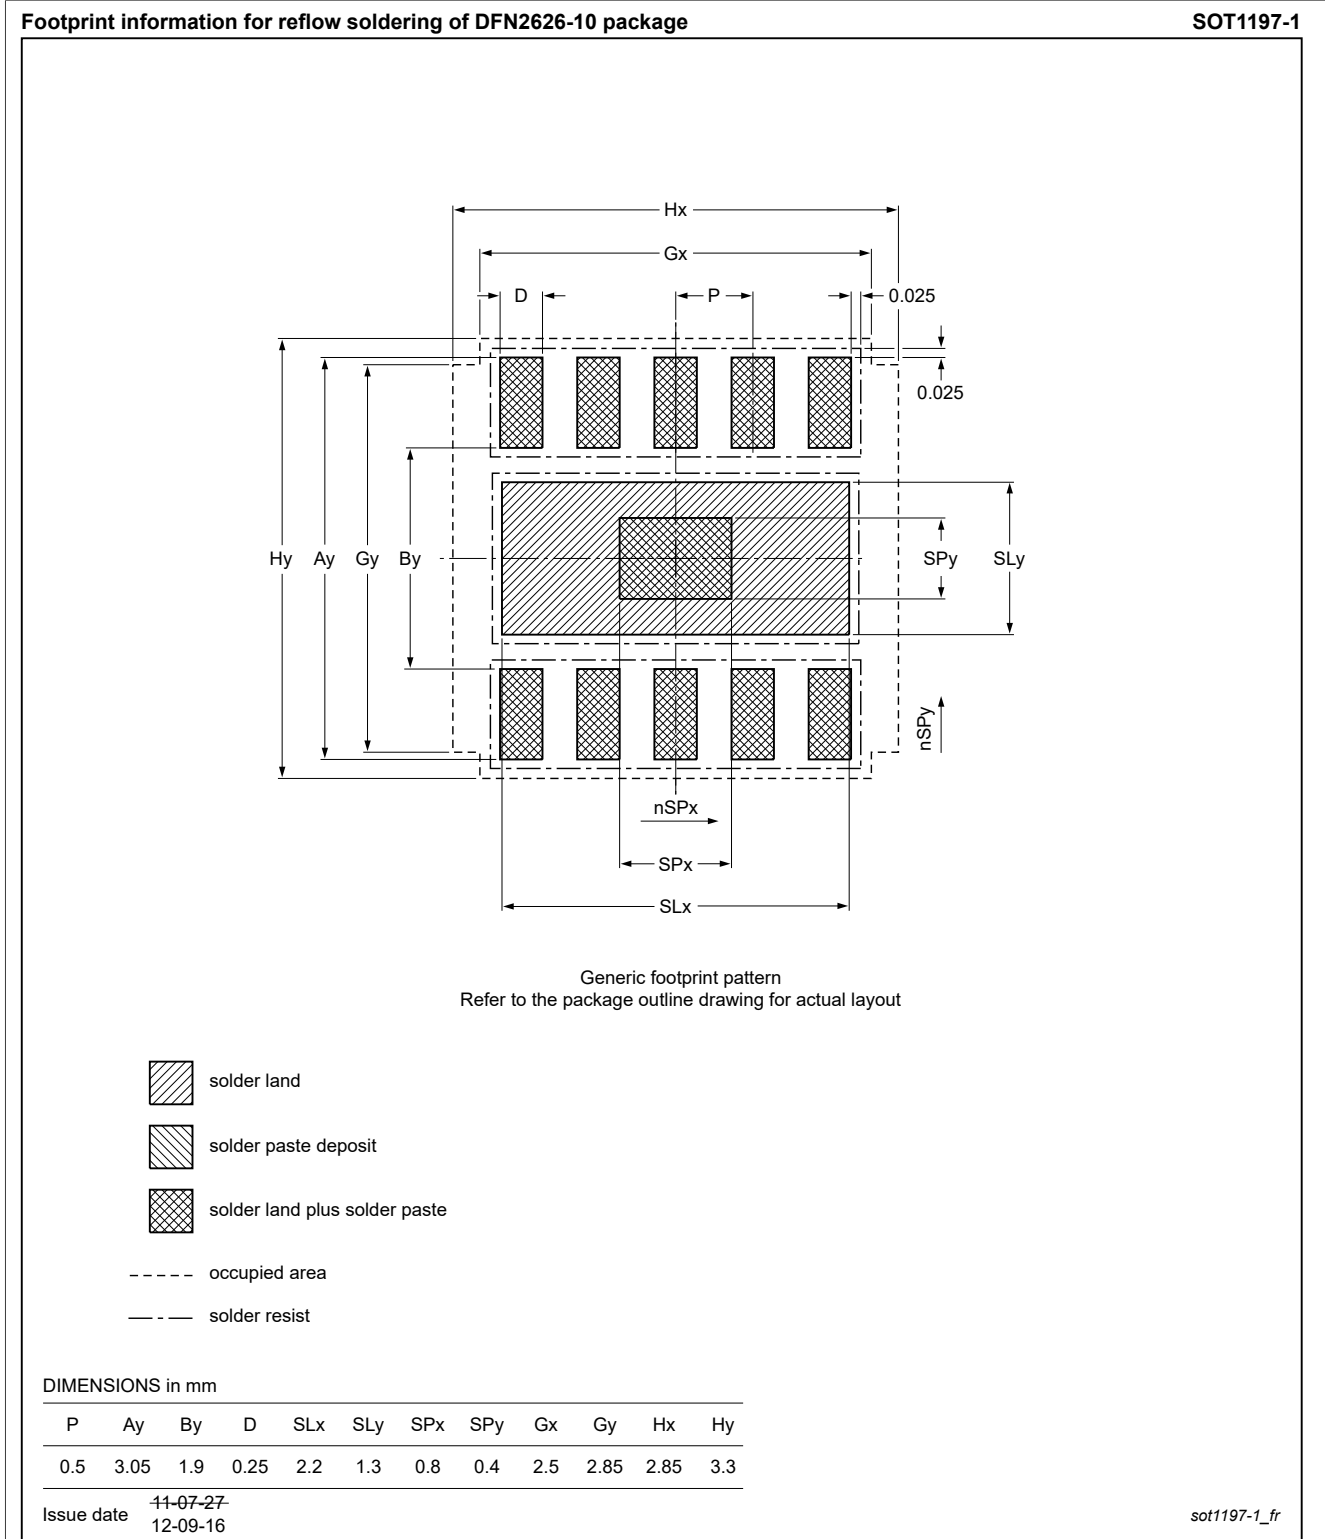 Footprint information for reflow soldering of DFN2626-10 package SOT1197-1
Hx
Gx
D P 0.025
0.025
Hy Ay Gy By SPy SLy
nSPy
nSPx
SPx
SLx
Generic footprint pattern
Refer to the package outline drawing for actual layout
solder land
solder paste deposit
solder land plus solder paste
occupied area
solder resist
DIMENSIONS in mm
P Ay By D SLx SLy SPx SPy Gx Gy Hx Hy
0.5 3.05 1.9 0.25 2.2 1.3 0.8 0.4 2.5 2.85 2.85 3.3
Issue date 11-07-27
12-09-16
sot1197-1_fr